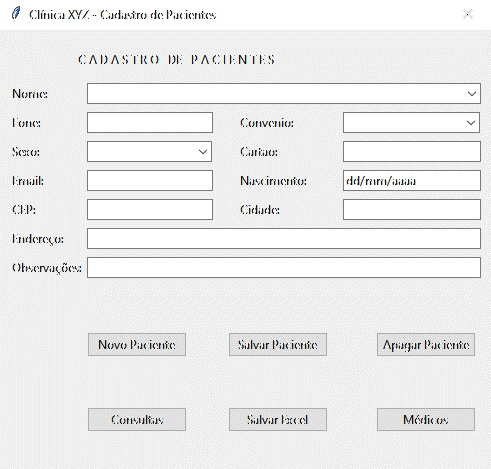 Clínica XYZ - Cadastro de Pacientes
CADASTRO DE PACIENTES
Nome:
Fone: Convenio:
Sexo: Cartao:
Email: Nascimento: dd/mm/aaaa
CEP: Cidade:
Endereço:
Observações:
Novo Paciente Salvar Paciente Apagar Paciente
Consultas Salvar Excel Médicos